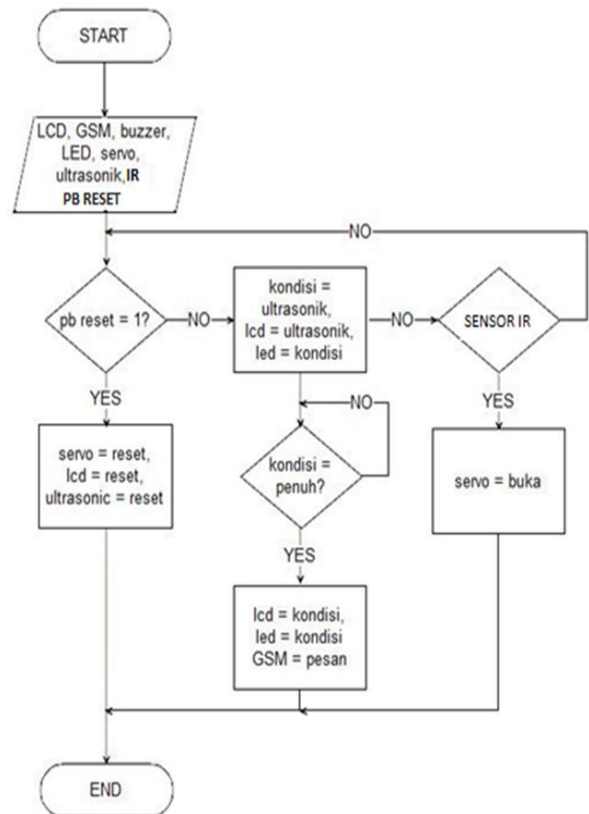 START
LCD, GSM, buzzer,
LED, servo,
ultrasonik,IR
PB RESET
NO
pb reset = 1?
NO
kondisi =
ultrasonik,
lcd = ultrasonik,
led = kondisi
NO
SENSOR IR
YES
servo = reset,
lcd = reset,
ultrasonic = reset
NO
kondisi =
penuh?
YES
lcd = kondisi,
led = kondisi
GSM = pesan
YES
servo = buka
END